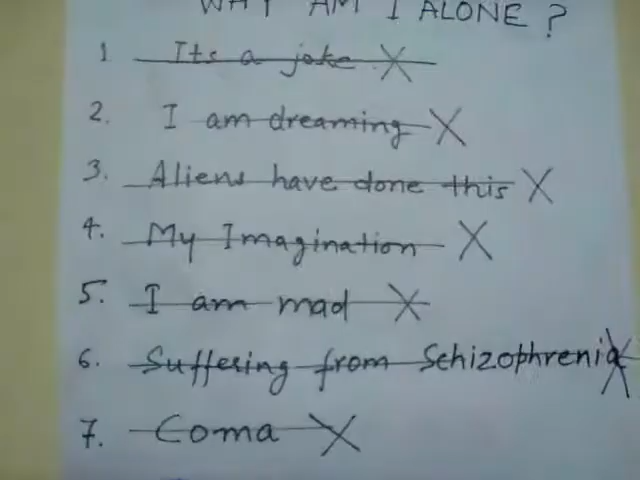 WHY AM I ALONE ?
1 Its a joke X
2. I am dreaming X
3. Aliens have done this X
4. My Imagination X
5. I am mad X
6. Suffering from Schizophrenia X
7. Coma X